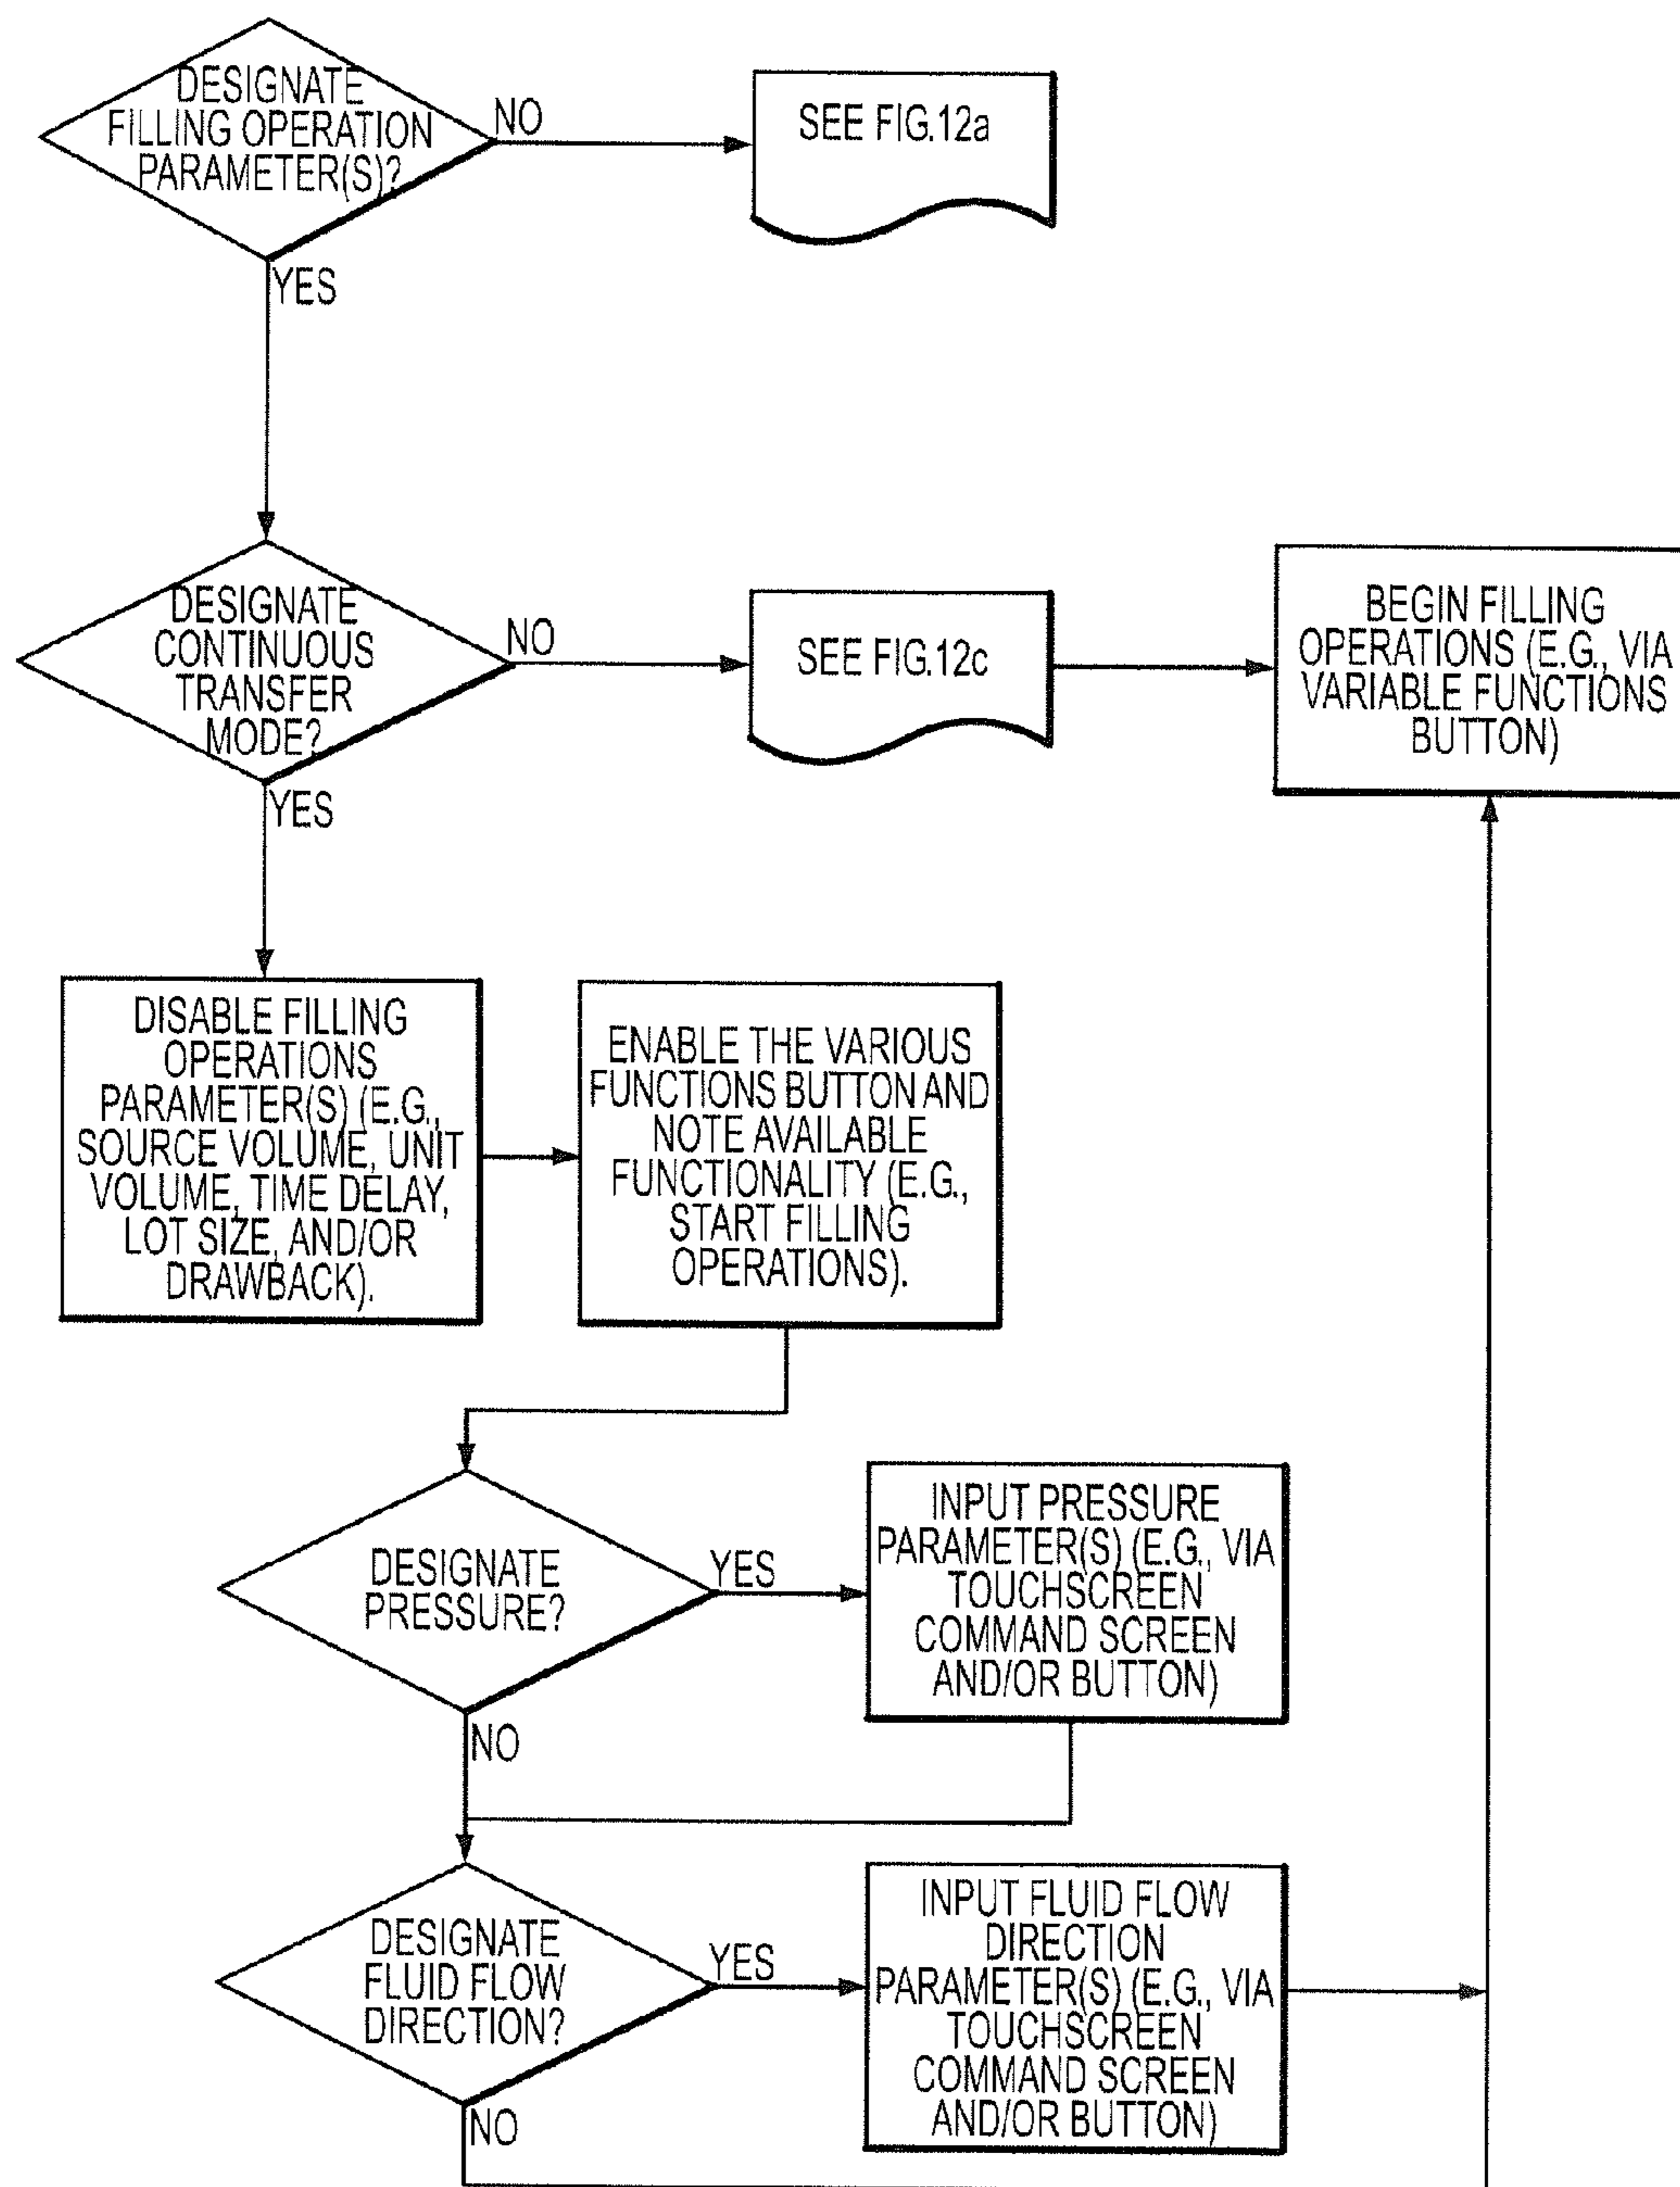 DESIGNATE
FILLING OPERATION
PARAMETER(S)?
NO
SEE FIG.12a
YES
DESIGNATE
CONTINUOUS
TRANSFER
MODE?
NO
SEE FIG.12c
BEGIN FILLING
OPERATIONS (E.G., VIA
VARIABLE FUNCTIONS
BUTTON)
YES
DISABLE FILLING
OPERATIONS
PARAMETER(S) (E.G.,
SOURCE VOLUME, UNIT
VOLUME, TIME DELAY,
LOT SIZE, AND/OR
DRAWBACK).
ENABLE THE VARIOUS
FUNCTIONS BUTTON AND
NOTE AVAILABLE
FUNCTIONALITY (E.G.,
START FILLING
OPERATIONS).
DESIGNATE
PRESSURE?
YES
INPUT PRESSURE
PARAMETER(S) (E.G., VIA
TOUCHSCREEN
COMMAND SCREEN
AND/OR BUTTON)
NO
DESIGNATE
FLUID FLOW
DIRECTION?
YES
INPUT FLUID FLOW
DIRECTION
PARAMETER(S) (E.G., VIA
TOUCHSCREEN
COMMAND SCREEN
AND/OR BUTTON)
NO